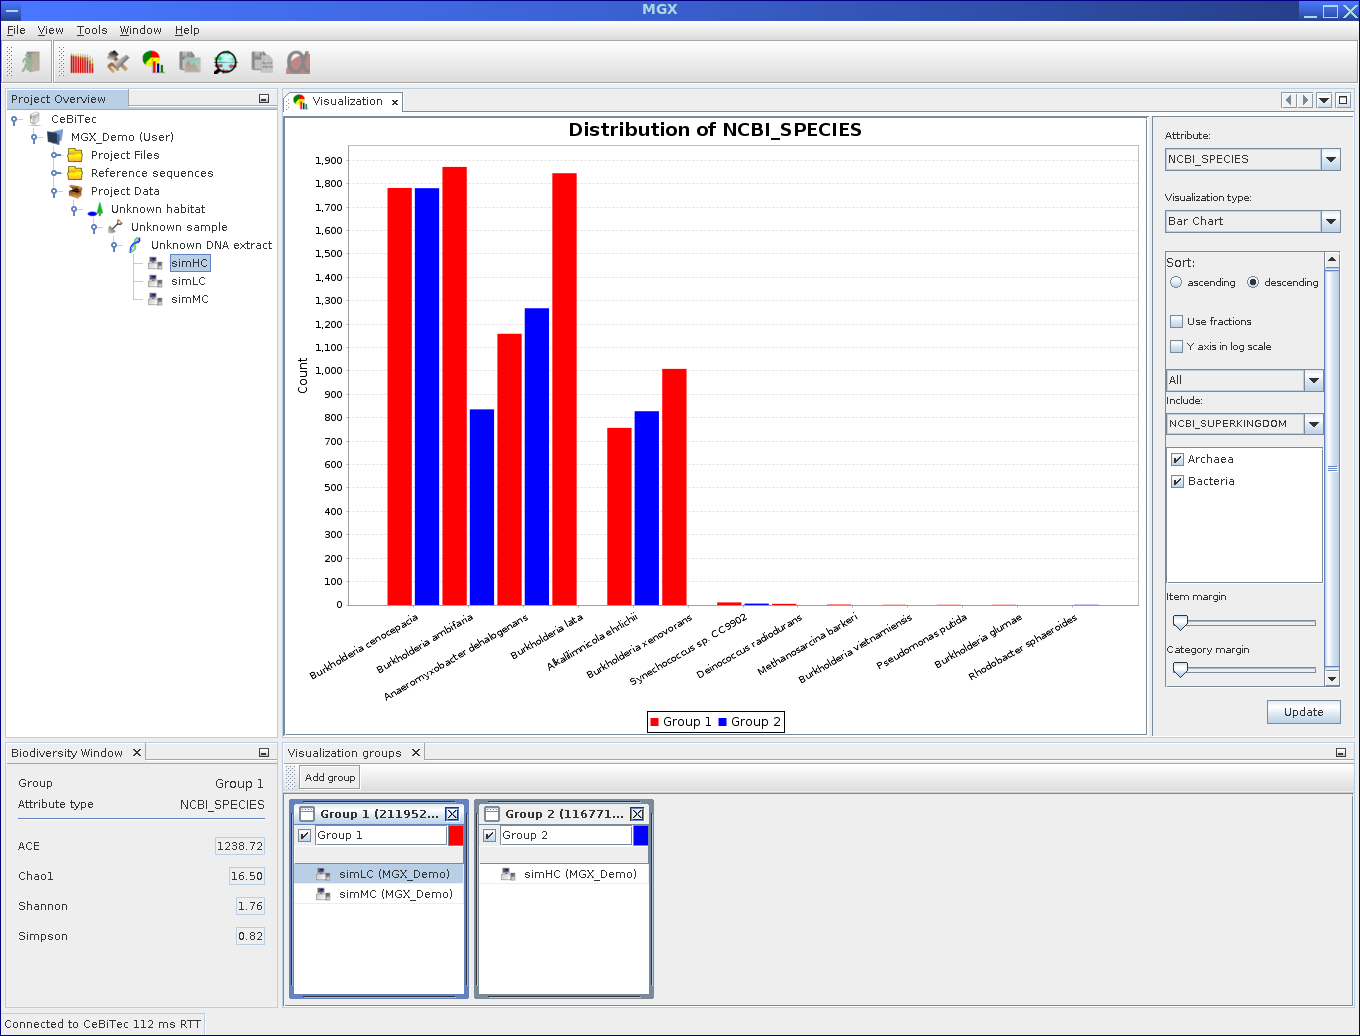 MGX
File View Tools Window Help
Project Overview
CeBiTec
MGX_Demo (User)
Project Files
Reference sequences
Project Data
Unknown habitat
Unknown sample
Unknown DNA extract
simHC
simLC
simMC
Visualization
Distribution of NCBI_SPECIES
Count
1,900
1,800
1,700
1,600
1,500
1,400
1,300
1,200
1,100
1,000
900
800
700
600
500
400
300
200
100
0
Burkholderia cenocepacia
Burkholderia ambifaria
Anaeromyxobacter dehalogenans
Burkholderia lata
Alkalilimnicola ehrlichii
Burkholderia xenovorans
Synechococcus sp. CC9902
Deinococcus radiodurans
Methanosarcina barkeri
Burkholderia vietnamiensis
Pseudomonas putida
Burkholderia glumae
Rhodobacter sphaeroides
Group 1 Group 2
Attribute:
NCBI_SPECIES
Visualization type:
Bar Chart
Sort:
ascending descending
Use fractions
Y axis in log scale
All
Include:
NCBI_SUPERKINGDOM
Archaea
Bacteria
Item margin
Category margin
Update
Biodiversity Window
Group Group 1
Attribute type NCBI_SPECIES
ACE 1238.72
Chao1 16.50
Shannon 1.76
Simpson 0.82
Visualization groups
Add group
Group 1 (211952...
Group 1
simLC (MGX_Demo)
simMC (MGX_Demo)
Group 2 (116771...
Group 2
simHC (MGX_Demo)
Connected to CeBiTec 112 ms RTT